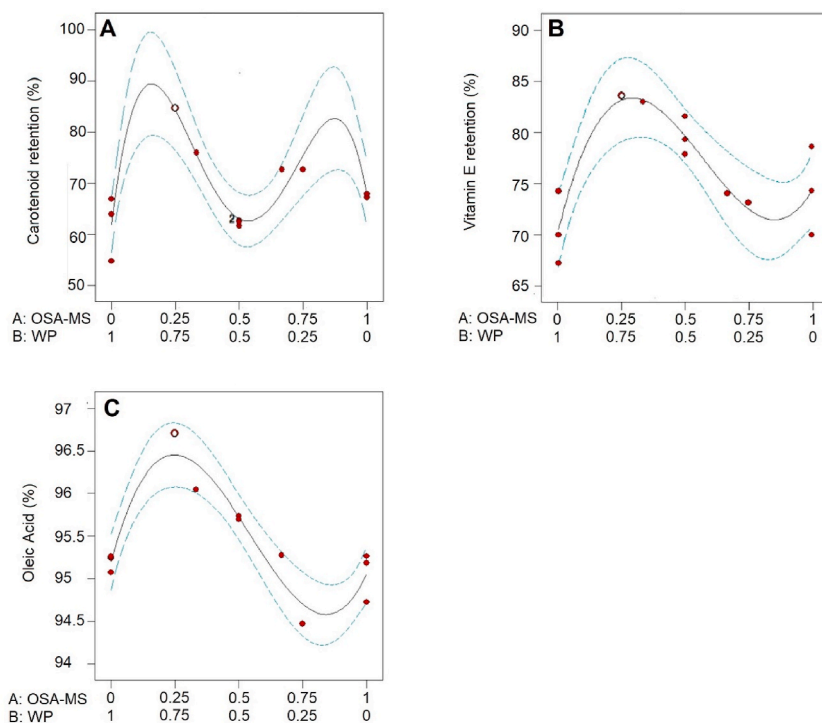 A
Carotenoid retention (%)
100
90
80
70
60
50
2
0 0.25 0.5 0.75 1
1 0.75 0.5 0.25 0
A: OSA-MS
B: WP
B
Vitamin E retention (%)
90
85
80
75
70
65
A: OSA-MS 0 0.25 0.5 0.75 1
B: WP 1 0.75 0.5 0.25 0
C
Oleic Acid (%)
97
96.5
96
95.5
95
94.5
94
A: OSA-MS 0 0.25 0.5 0.75 1
B: WP 1 0.75 0.5 0.25 0